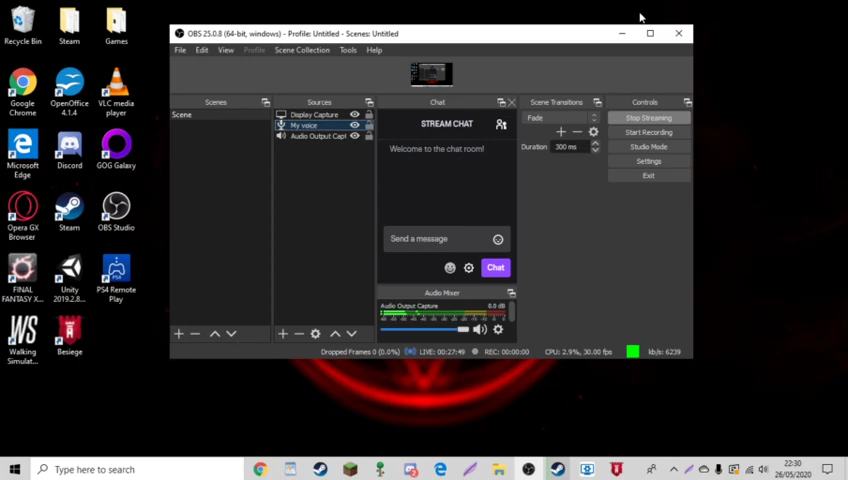 Recycle Bin
Steam
Games
Google Chrome
OpenOffice 4.1.4
VLC media player
Microsoft Edge
Discord
GOG Galaxy
Opera GX Browser
Steam
OBS Studio
FINAL FANTASY X...
Unity 2019.2.8...
PS4 Remote Play
Walking Simulat...
Besiege
OBS 25.0.8 (64-bit, windows) - Profile: Untitled - Scenes: Untitled
File Edit View Profile Scene Collection Tools Help
Scenes
Scene
Sources
Display Capture
My voice
Audio Output Capt
Chat
STREAM CHAT
Welcome to the chat room!
Send a message
Chat
Audio Mixer
Audio Output Capture 0.0 dB
Scene Transitions
Fade
Duration 300 ms
Controls
Stop Streaming
Start Recording
Studio Mode
Settings
Exit
Dropped Frames 0 (0.0%) LIVE: 00:27:49 REC: 00:00:00 CPU: 2.9%, 30.00 fps kb/s: 6239
Type here to search
22:30
26/05/2020